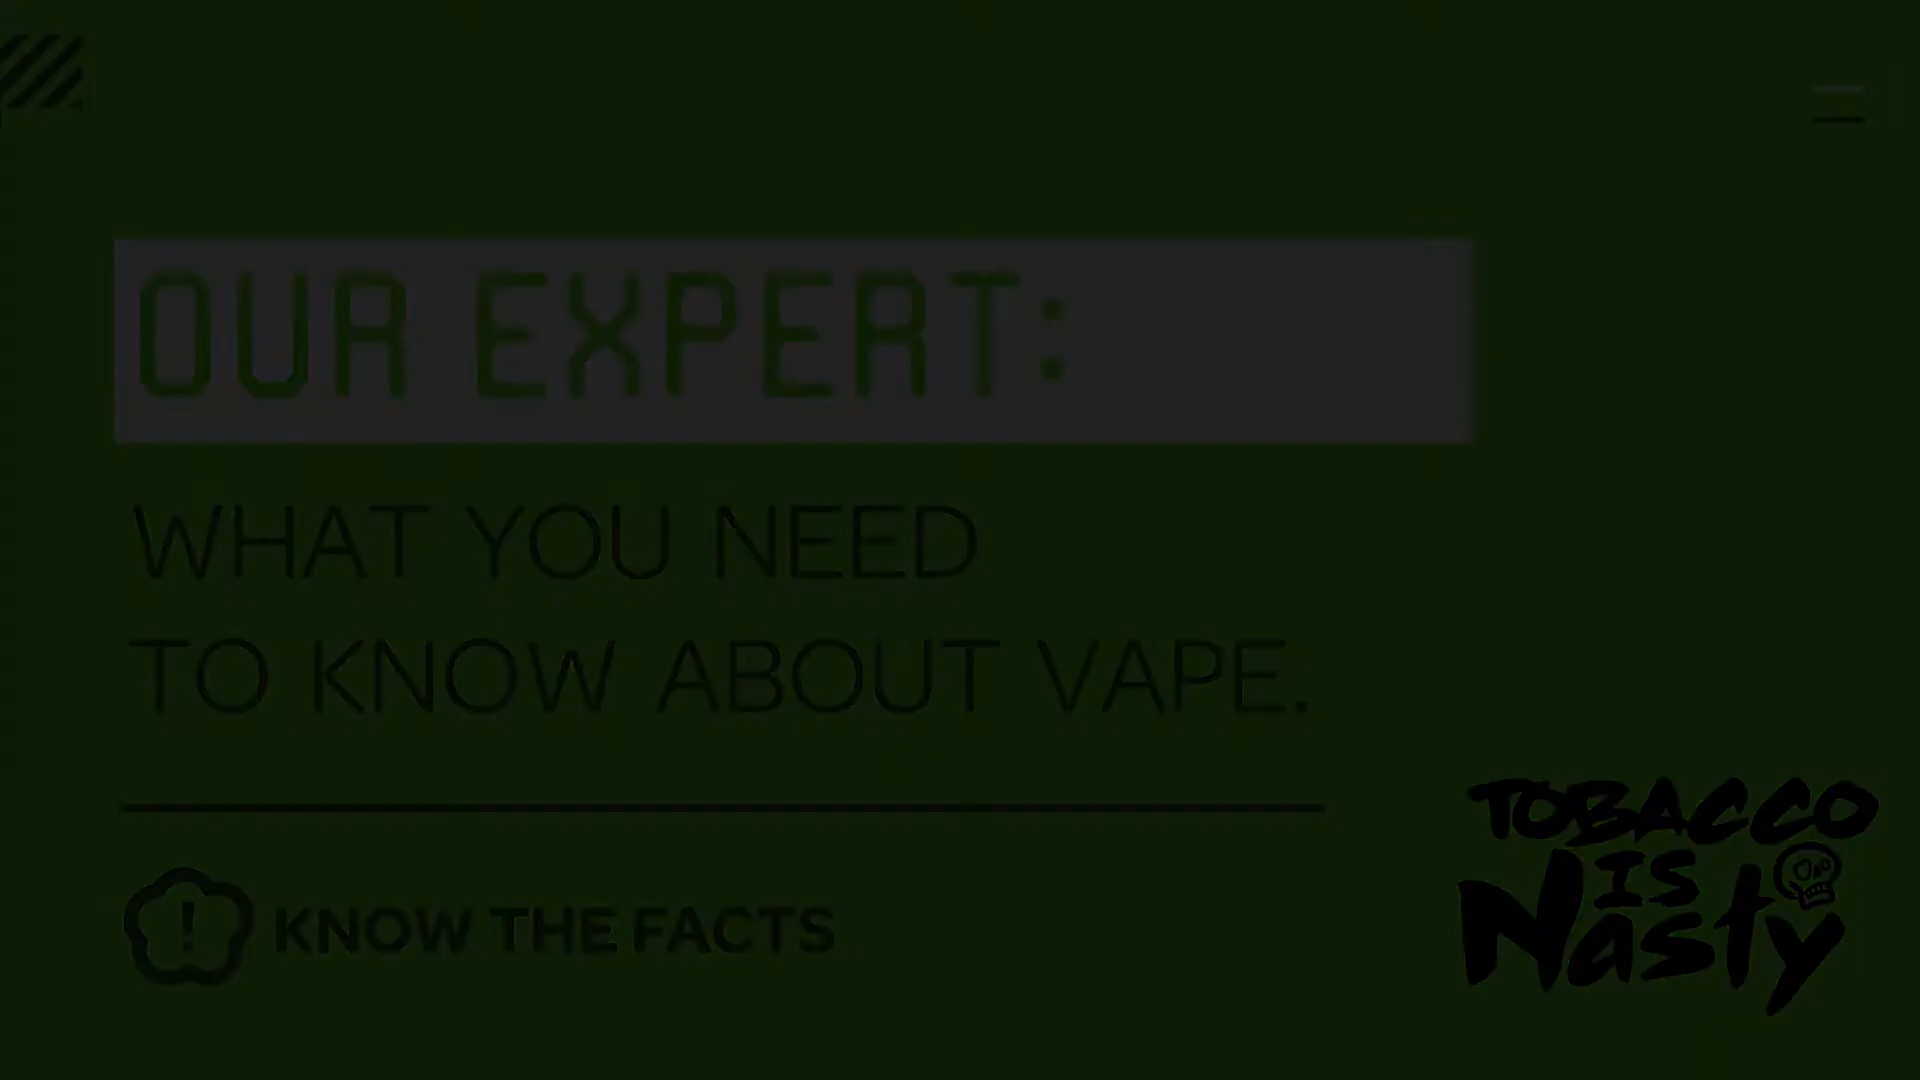 OUR EXPERT:
WHAT YOU NEED
TO KNOW ABOUT VAPE.
! KNOW THE FACTS
TOBACCO
IS
Nasty